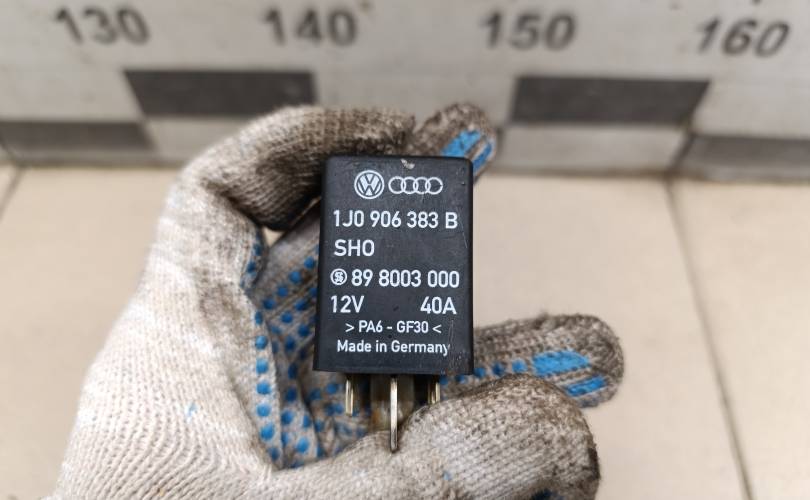 130 140 150 160
1J0 906 383 B
SHO
89 8003 000
12V 40A
> PA6 - GF30 <
Made in Germany